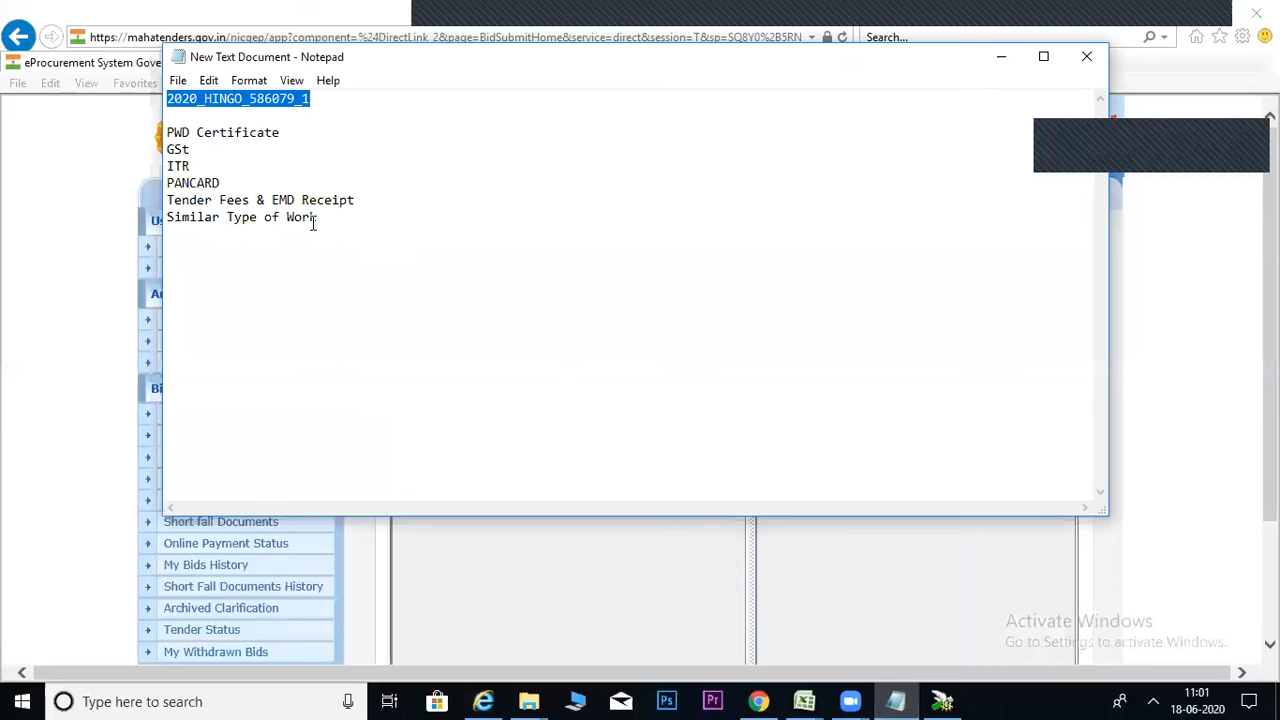 https://mahatenders.gov.in/nicgep/app?component=%24DirectLink_2&page=BidSubmitHome&service=direct&session=T&sp=SQ8Y0%2B5RN
Search...
eProcurement System Gove
New Text Document - Notepad
File Edit View Favorites
File Edit Format View Help
2020_HINGO_586079_1
PWD Certificate
GSt
ITR
PANCARD
Tender Fees & EMD Receipt
Similar Type of Work
Us
Bi
Short fall Documents
Online Payment Status
My Bids History
Short Fall Documents History
Archived Clarification
Tender Status
My Withdrawn Bids
Activate Windows
Go to Settings to activate Windows.
Type here to search
Ps
Pr
11:01
18-06-2020